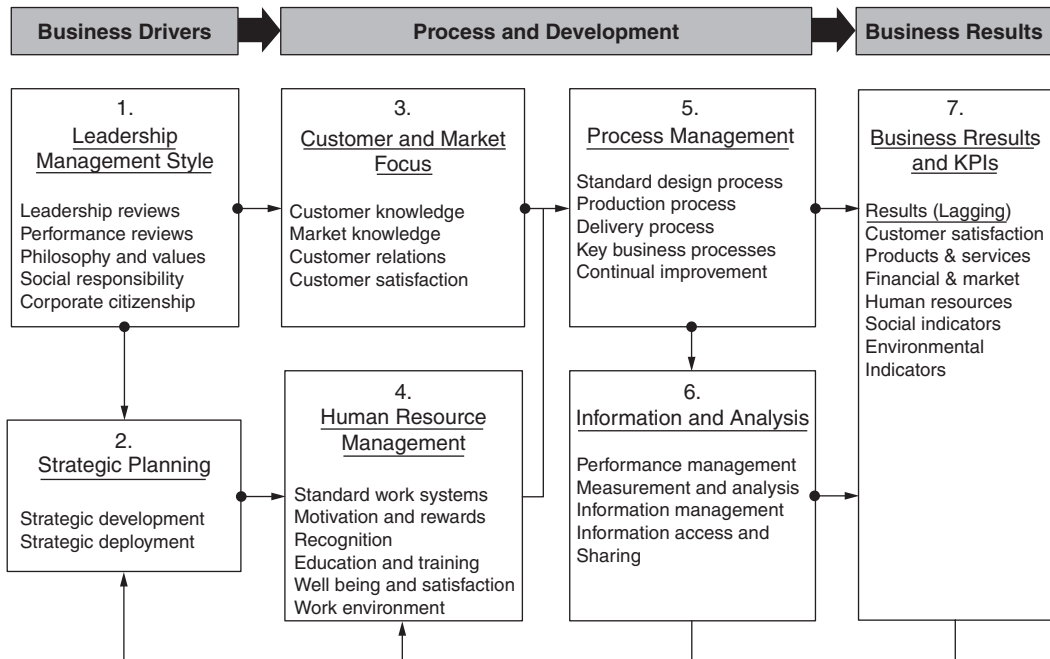 Business Drivers
Process and Development
Business Results
1.
Leadership
Management Style
Leadership reviews
Performance reviews
Philosophy and values
Social responsibility
Corporate citizenship
2.
Strategic Planning
Strategic development
Strategic deployment
3.
Customer and Market
Focus
Customer knowledge
Market knowledge
Customer relations
Customer satisfaction
4.
Human Resource
Management
Standard work systems
Motivation and rewards
Recognition
Education and training
Well being and satisfaction
Work environment
5.
Process Management
Standard design process
Production process
Delivery process
Key business processes
Continual improvement
6.
Information and Analysis
Performance management
Measurement and analysis
Information management
Information access and
Sharing
7.
Business Rresults
and KPIs
Results (Lagging)
Customer satisfaction
Products & services
Financial & market
Human resources
Social indicators
Environmental
Indicators